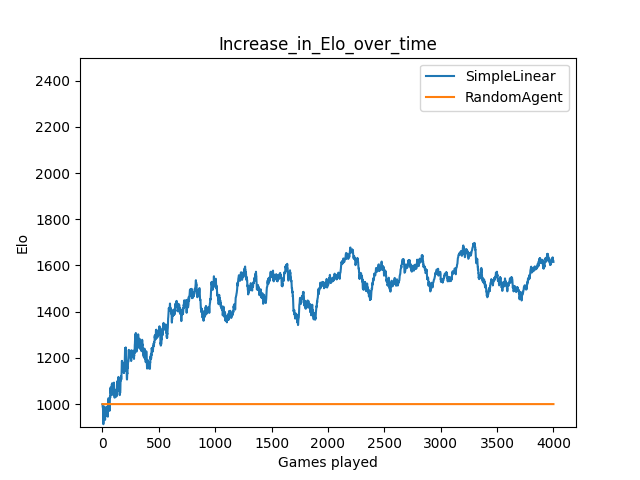 Increase_in_Elo_over_time
SimpleLinear
RandomAgent
2400
2200
2000
1800
1600
1400
1200
1000
Elo
0 500 1000 1500 2000 2500 3000 3500 4000
Games played